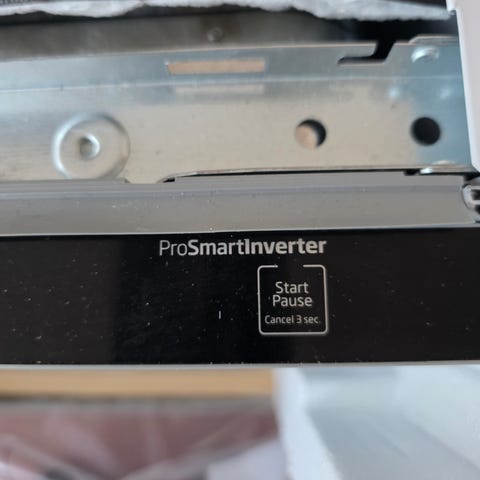 ProSmartInverter
Start
Pause
Cancel 3 sec.